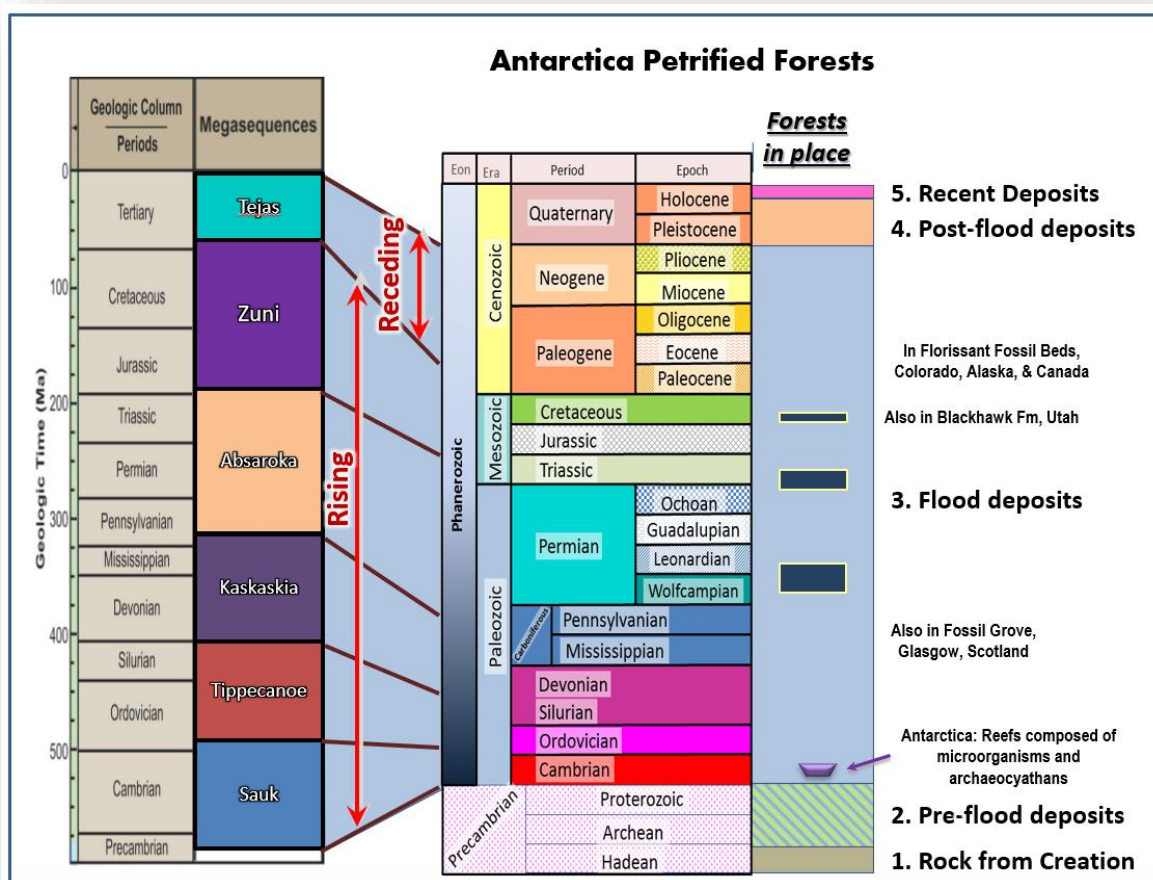 Antarctica Petrified Forests
Geologic Column
Periods
Megasequences
Geologic Time (Ma)
0
100
200
300
400
500
Tertiary
Cretaceous
Jurassic
Triassic
Permian
Pennsylvanian
Mississippian
Devonian
Silurian
Ordovician
Cambrian
Precambrian
Tejas
Zuni
Absaroka
Kaskaskia
Tippecanoe
Sauk
Rising
Receding
Eon
Era
Period
Epoch
Phanerozoic
Cenozoic
Mesozoic
Paleozoic
Precambrian
Quaternary
Neogene
Paleogene
Cretaceous
Jurassic
Triassic
Permian
Carboniferous
Pennsylvanian
Mississippian
Devonian
Silurian
Ordovician
Cambrian
Proterozoic
Archean
Hadean
Holocene
Pleistocene
Pliocene
Miocene
Oligocene
Eocene
Paleocene
Ochoan
Guadalupian
Leonardian
Wolfcampian
Forests
in place
5. Recent Deposits
4. Post-flood deposits
In Florissant Fossil Beds,
Colorado, Alaska, & Canada
Also in Blackhawk Fm, Utah
3. Flood deposits
Also in Fossil Grove,
Glasgow, Scotland
Antarctica: Reefs composed of
microorganisms and
archaeocyathans
2. Pre-flood deposits
1. Rock from Creation